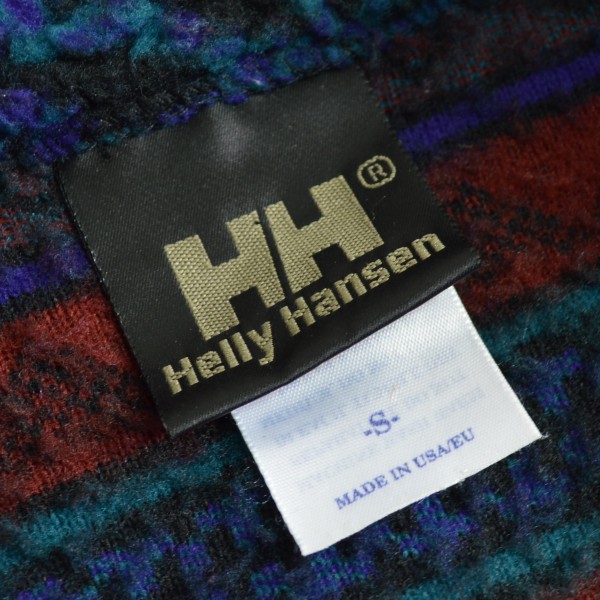 HH®
Helly Hansen
-S-
MADE IN USA/EU